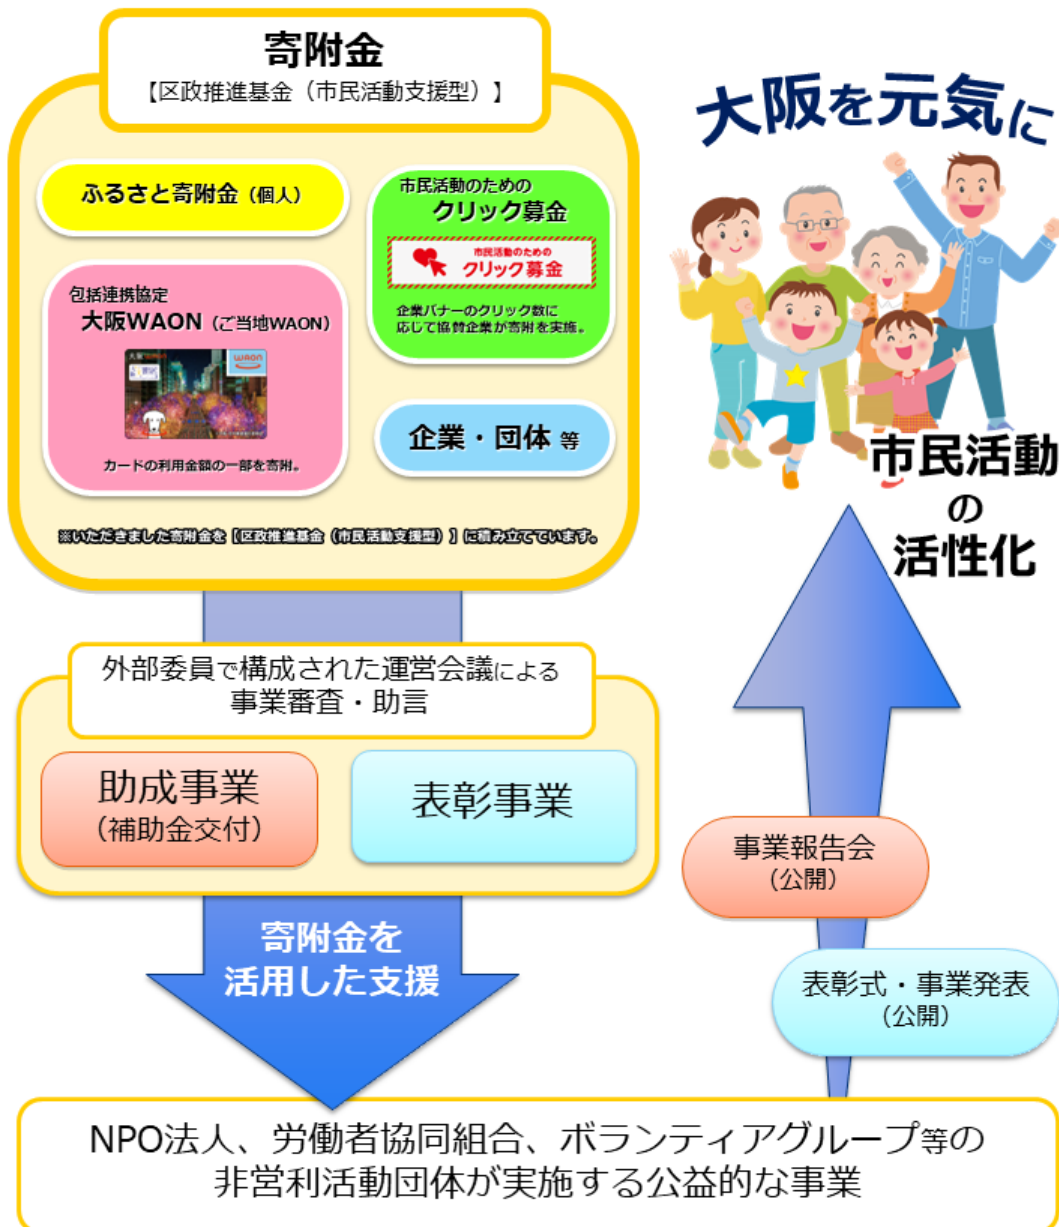 寄附金
【区政推進基金（市民活動支援型）】
ふるさと寄附金（個人）
市民活動のための
クリック募金
市民活動のための
クリック募金
企業バナーのクリック数に
応じて協賛企業が寄附を実施。
包括連携協定
大阪WAON（ご当地WAON）
大阪
WAON
カードの利用金額の一部を寄附。
企業・団体 等
※いただきました寄附金を【区政推進基金（市民活動支援型）】に積み立てています。
大阪を元気に
市民活動
の
活性化
外部委員で構成された運営会議による
事業審査・助言
助成事業
（補助金交付）
表彰事業
寄附金を
活用した支援
事業報告会
（公開）
表彰式・事業発表
（公開）
NPO法人、労働者協同組合、ボランティアグループ等の
非営利活動団体が実施する公益的な事業